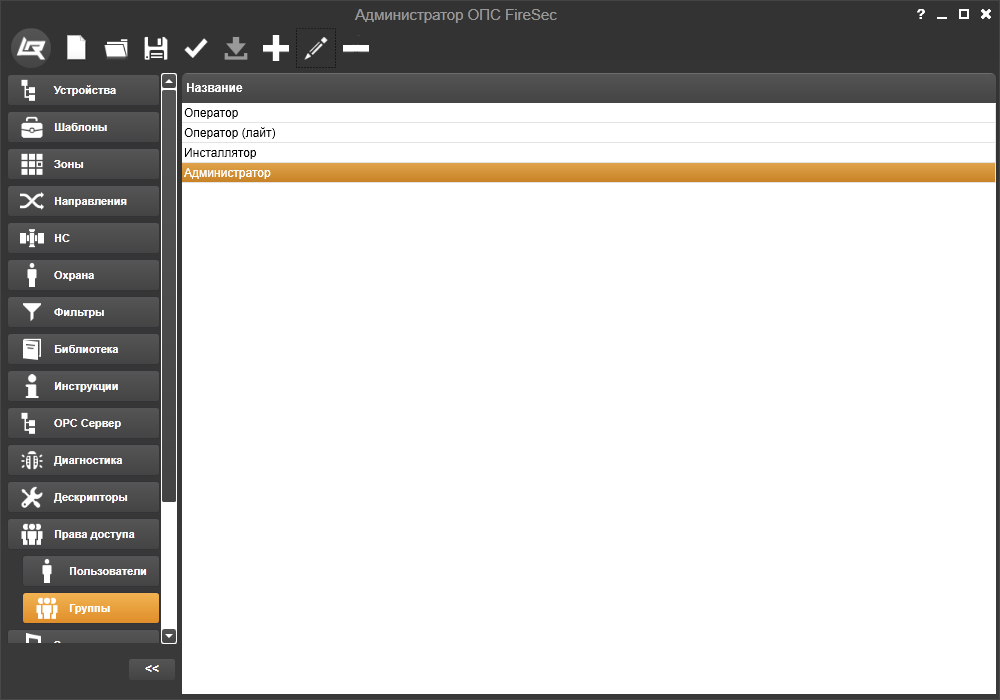 Администратор ОПС FireSec
?
Название
Оператор
Оператор (лайт)
Инсталлятор
Администратор
Устройства
Шаблоны
Зоны
Направления
НС
Охрана
Фильтры
Библиотека
Инструкции
ОРС Сервер
Диагностика
Дескрипторы
Права доступа
Пользователи
Группы
<<